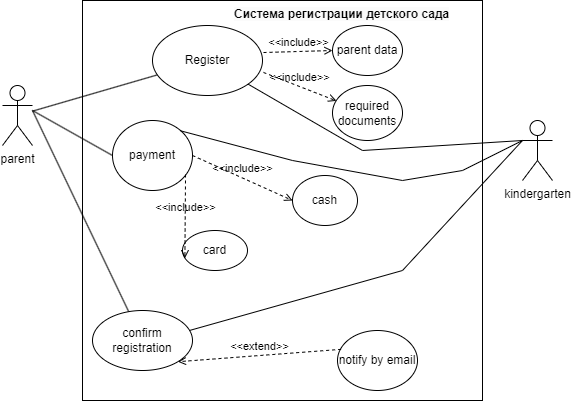 Система регистрации детского сада
Register
<<include>>
parent data
<<include>>
required
documents
parent
payment
<<include>>
cash
kindergarten
<<include>>
card
confirm
registration
<<extend>>
notify by email